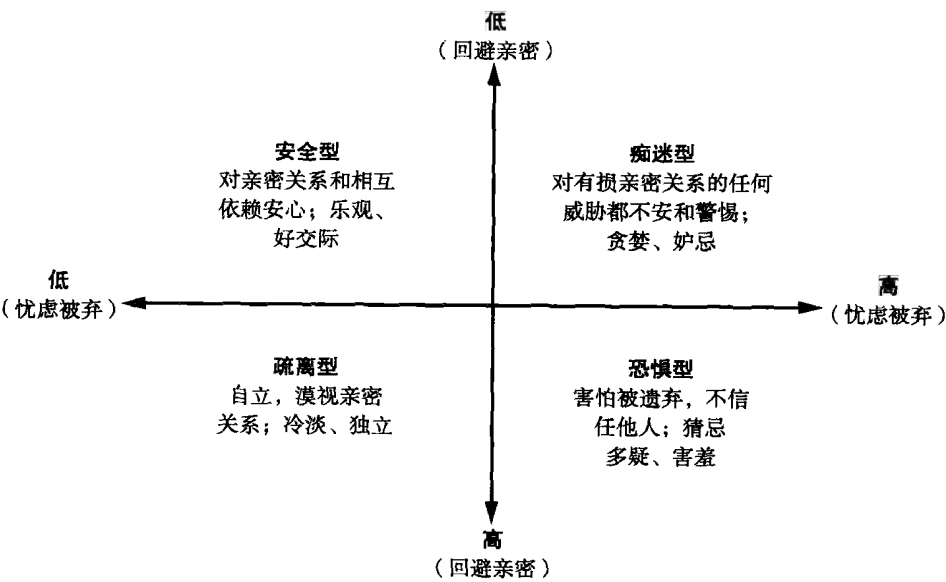 低
（回避亲密）
安全型
对亲密关系和相互
依赖安心；乐观、
好交际
痴迷型
对有损亲密关系的任何
威胁都不安和警惕；
贪婪、妒忌
低
（忧虑被弃）
高
（忧虑被弃）
疏离型
自立，漠视亲密
关系；冷淡、独立
恐惧型
害怕被遗弃，不信
任他人；猜忌
多疑、害羞
高
（回避亲密）